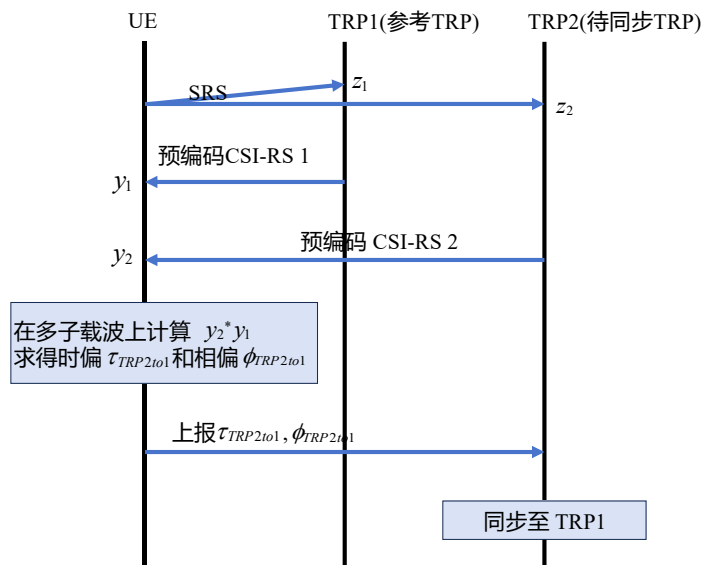 UE TRP1(参考TRP) TRP2(待同步TRP)
SRS z₁
z₂
预编码CSI-RS 1
y₁
预编码 CSI-RS 2
y₂
在多子载波上计算 y₂*y₁
求得时偏 τTRP2to1和相偏 ϕTRP2to1
上报τTRP2to1, ϕTRP2to1
同步至 TRP1